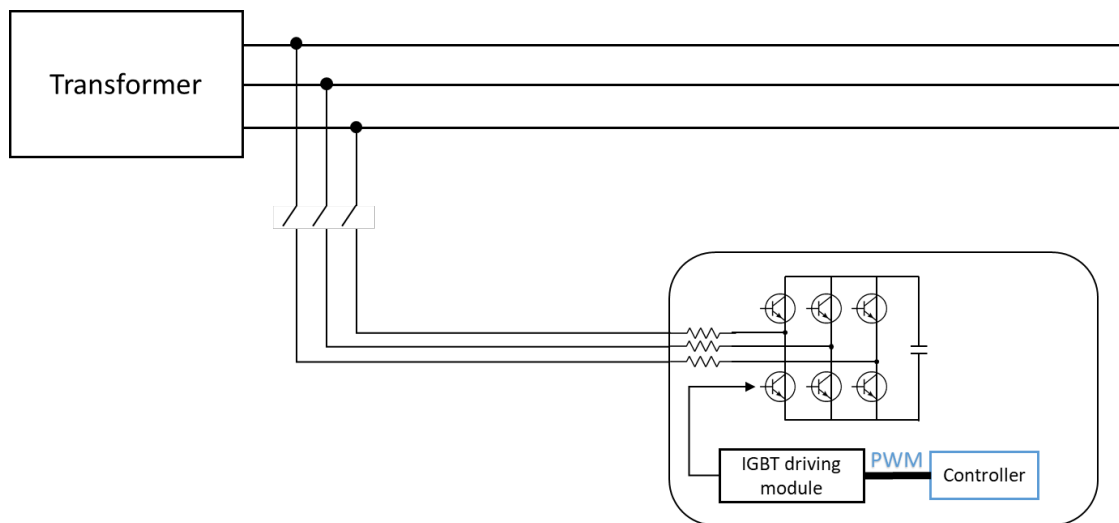 Transformer
IGBT driving
module
PWM
Controller